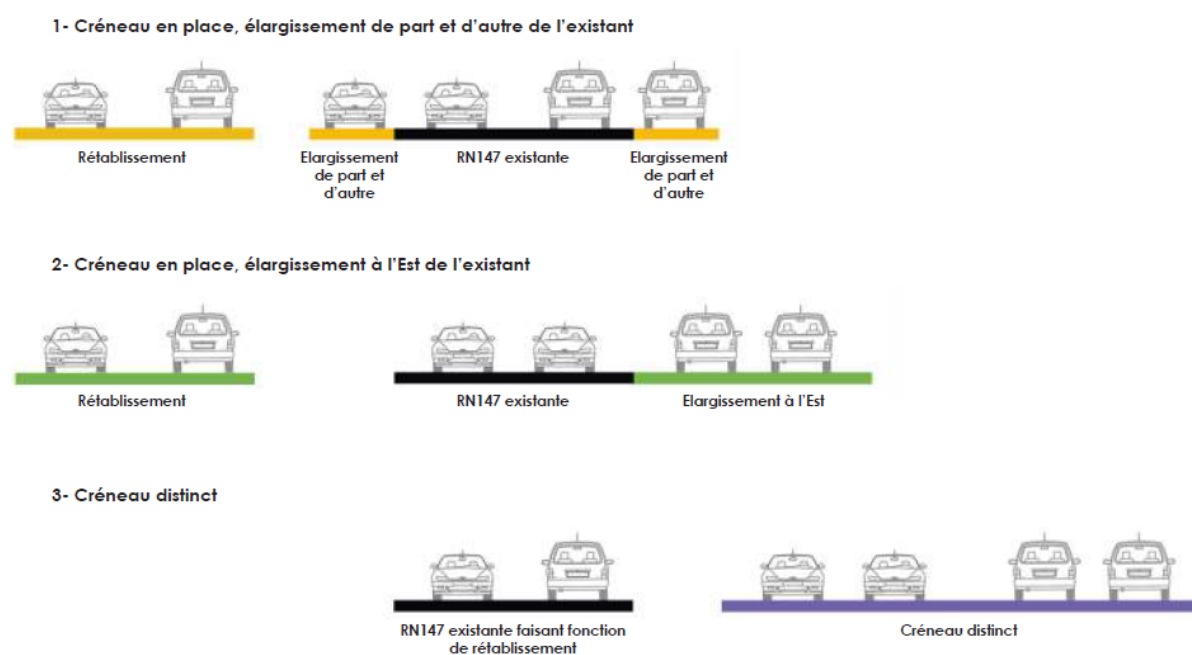 1- Créneau en place, élargissement de part et d'autre de l'existant
Rétablissement
Elargissement
de part et
d'autre
RN147 existante
Elargissement
de part et
d'autre
2- Créneau en place, élargissement à l'Est de l'existant
Rétablissement
RN147 existante
Elargissement à l'Est
3- Créneau distinct
RN147 existante faisant fonction
de rétablissement
Créneau distinct